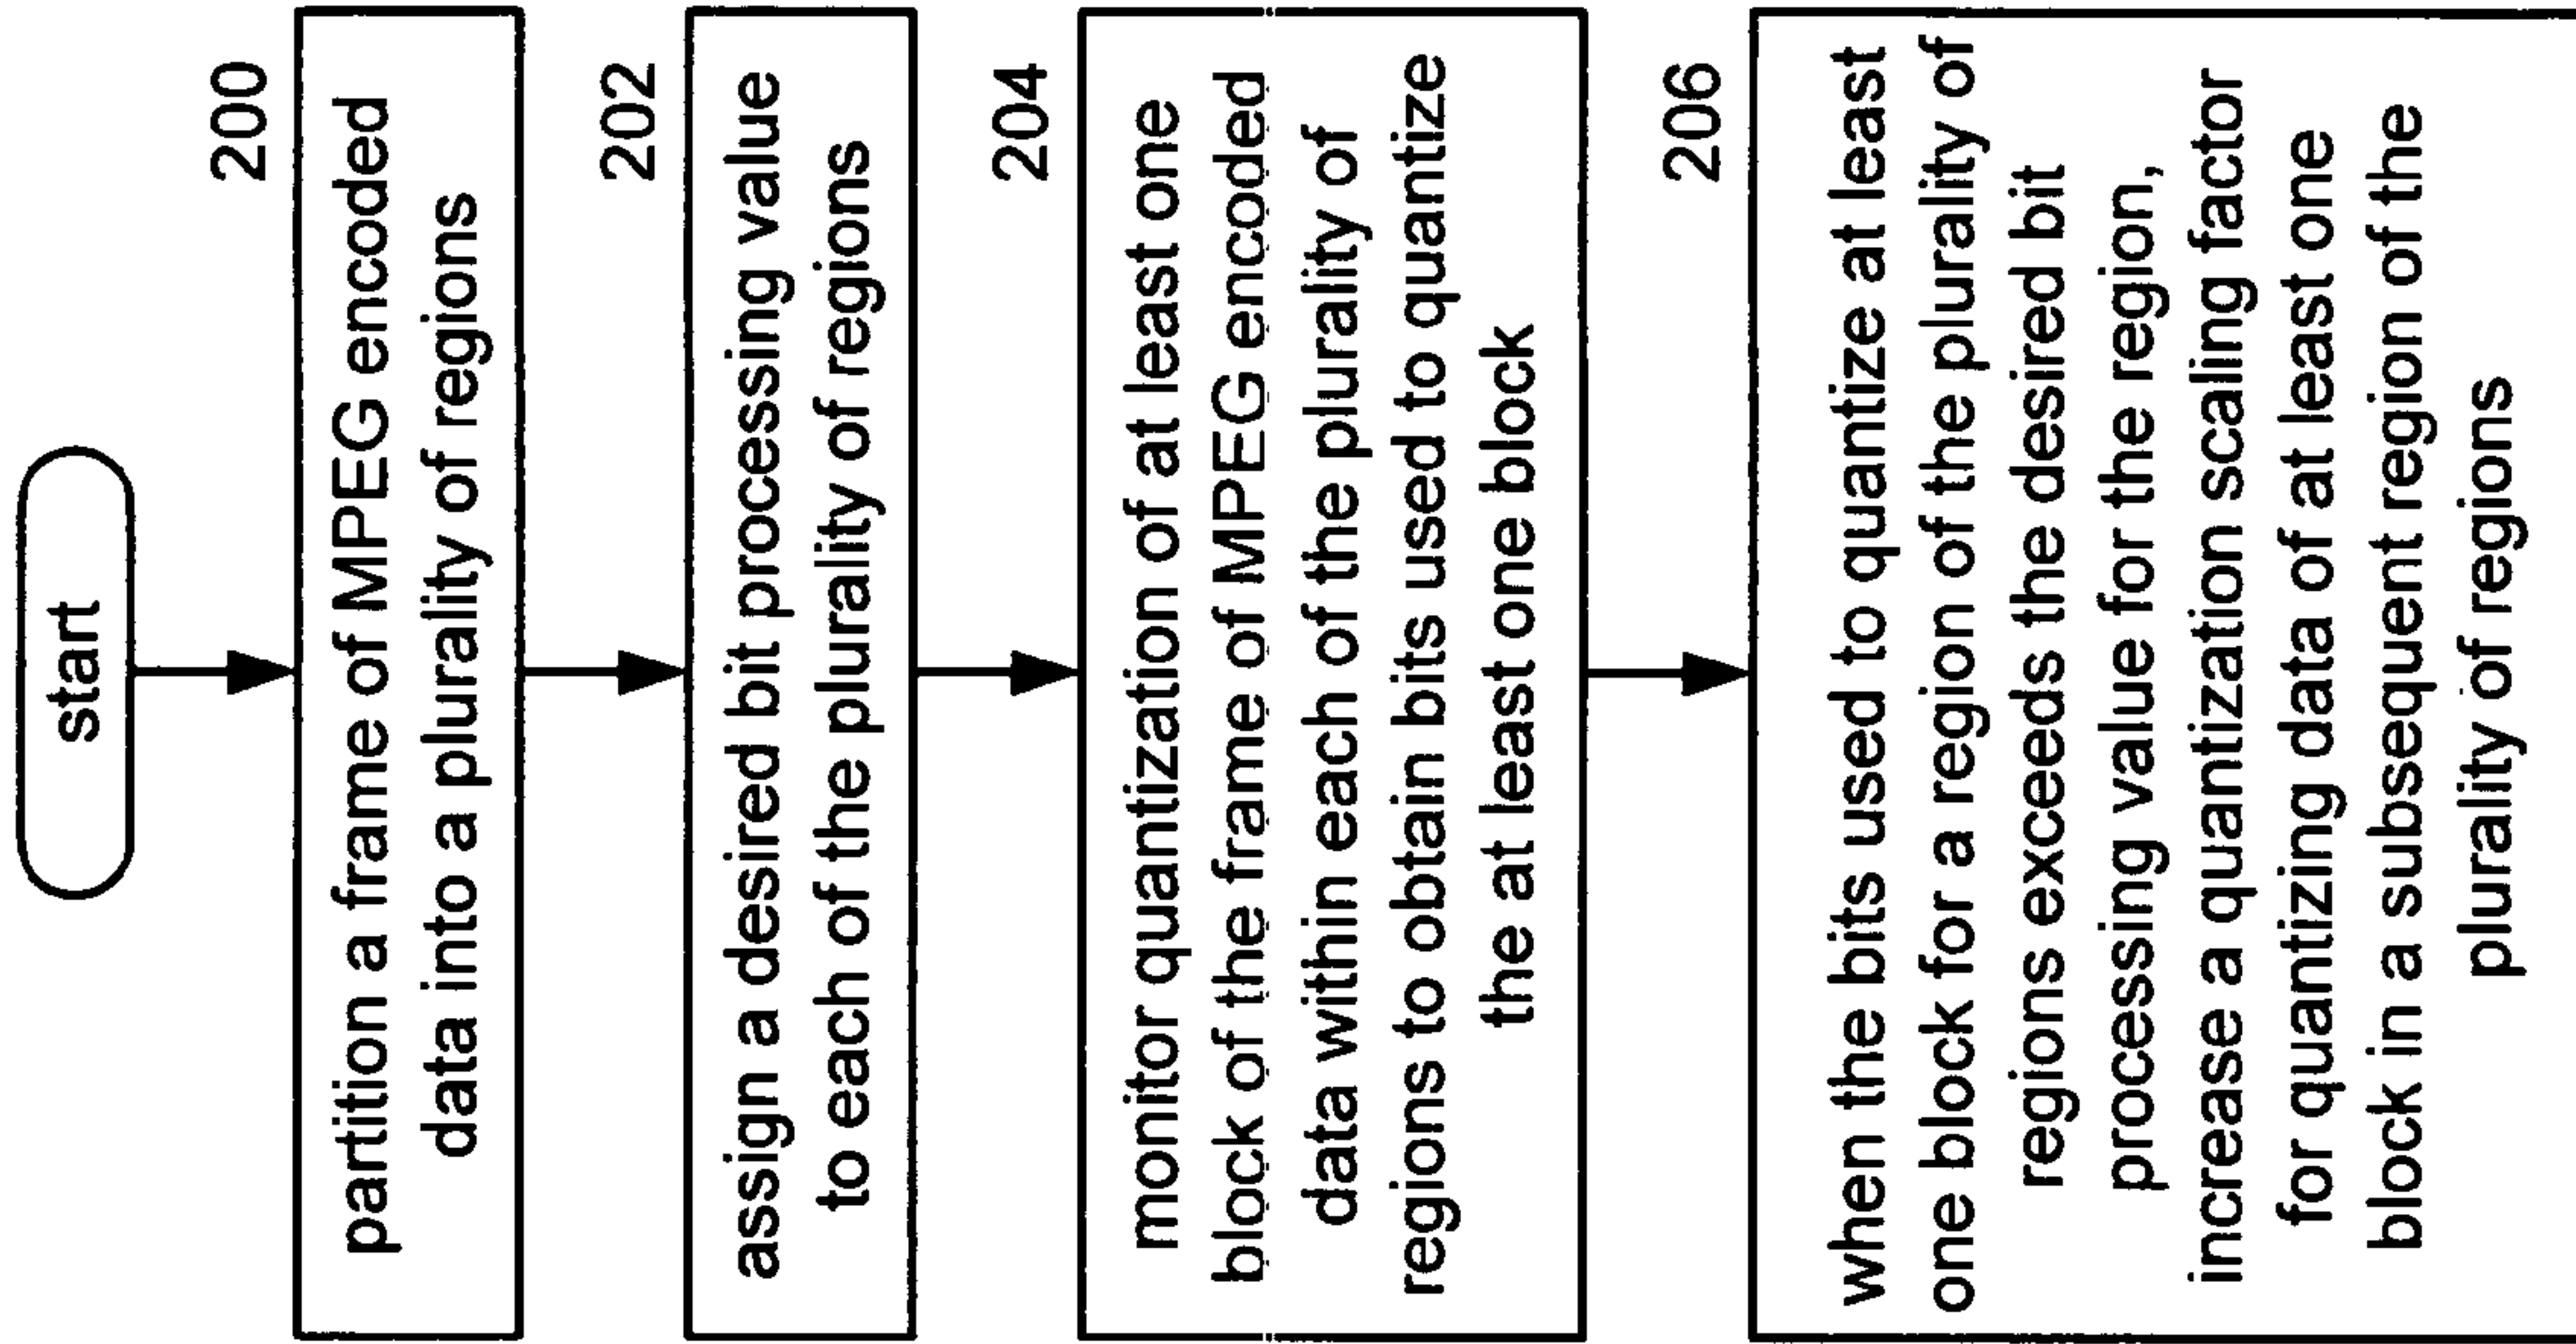 start
200
partition a frame of MPEG encoded
data into a plurality of regions
202
assign a desired bit processing value
to each of the plurality of regions
204
monitor quantization of at least one
block of the frame of MPEG encoded
data within each of the plurality of
regions to obtain bits used to quantize
the at least one block
206
when the bits used to quantize at least
one block for a region of the plurality of
regions exceeds the desired bit
processing value for the region,
increase a quantization scaling factor
for quantizing data of at least one
block in a subsequent region of the
plurality of regions